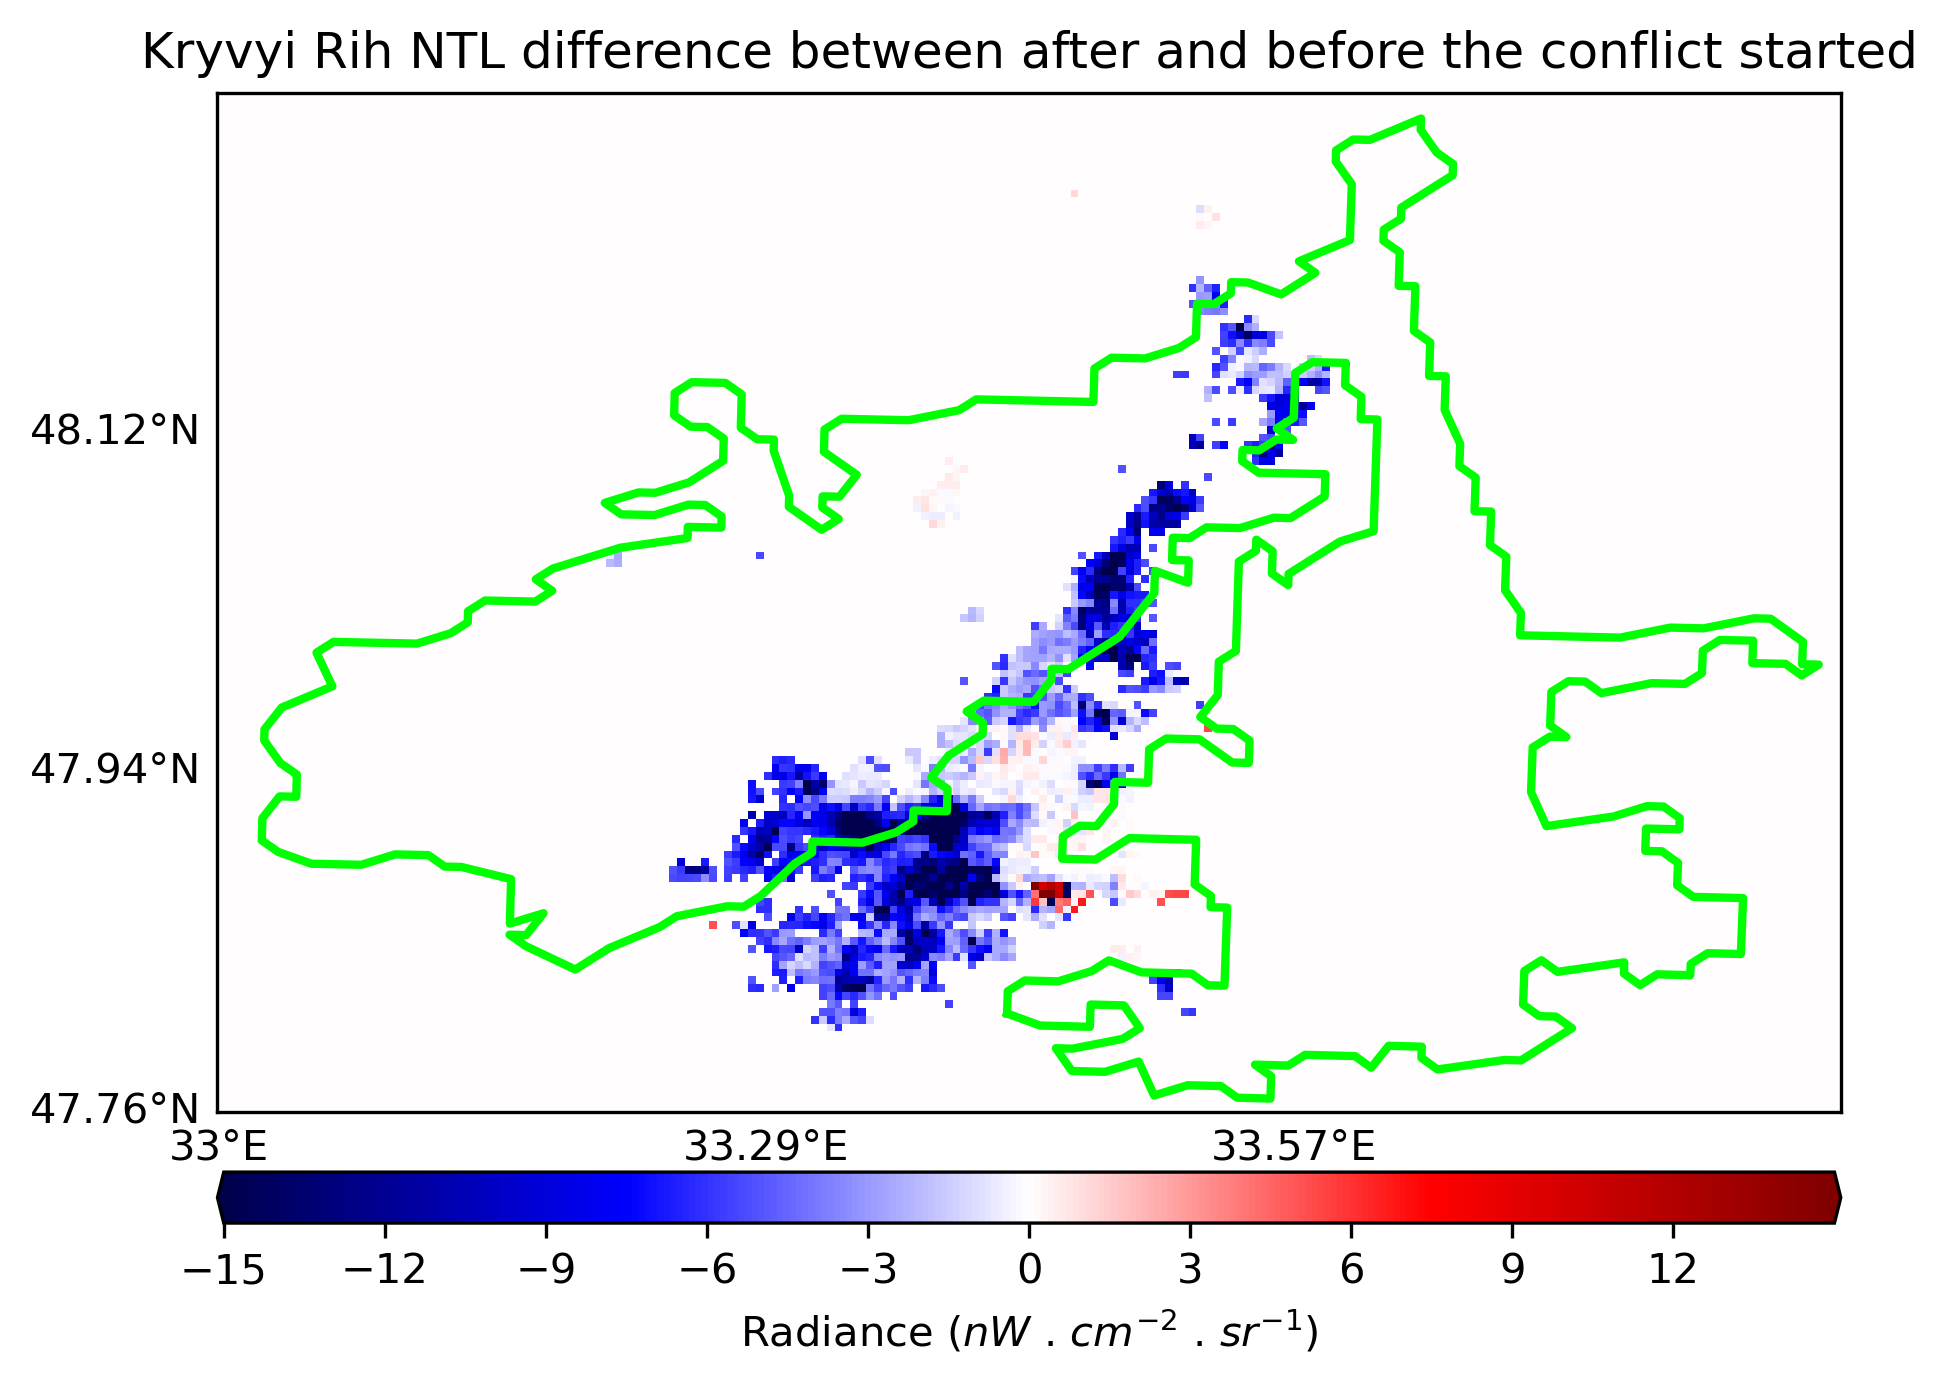 Kryvyi Rih NTL difference between after and before the conflict started
48.12°N
47.94°N
47.76°N
33°E 33.29°E 33.57°E
−15 −12 −9 −6 −3 0 3 6 9 12
Radiance (nW . cm⁻² . sr⁻¹)